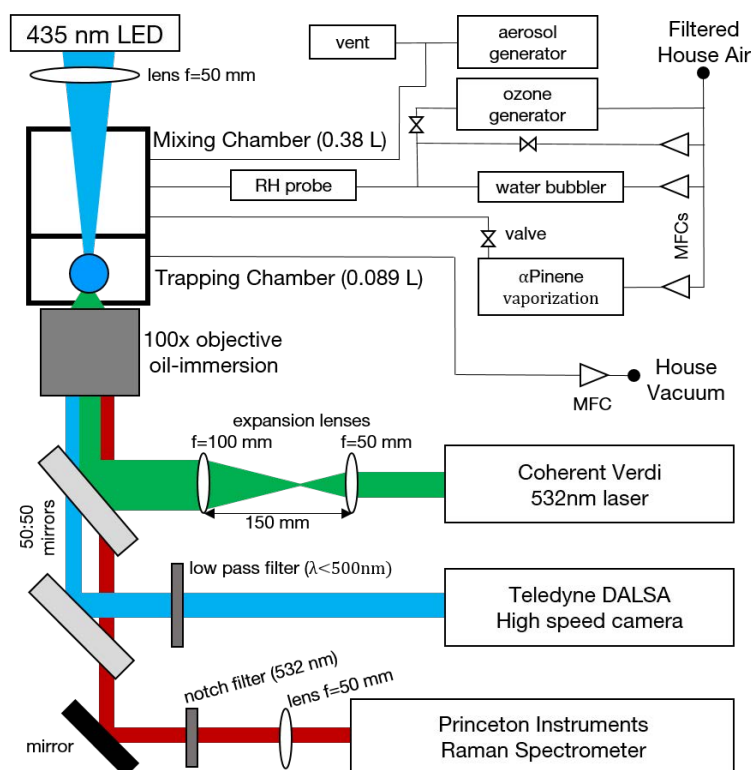 435 nm LED
lens f=50 mm
vent
aerosol
generator
Filtered
House Air
ozone
generator
Mixing Chamber (0.38 L)
RH probe
water bubbler
MFCs
valve
Trapping Chamber (0.089 L)
αPinene
vaporization
100x objective
oil-immersion
House
Vacuum
MFC
expansion lenses
f=100 mm
f=50 mm
150 mm
Coherent Verdi
532nm laser
50:50
mirrors
low pass filter (λ<500nm)
Teledyne DALSA
High speed camera
notch filter (532 nm)
lens f=50 mm
mirror
Princeton Instruments
Raman Spectrometer